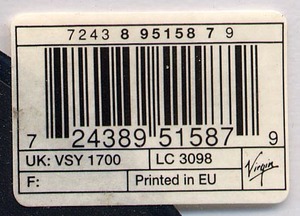 7243 8 95158 7 9
7 24389 51587 9
UK: VSY 1700 LC 3098
F: Printed in EU Virgin